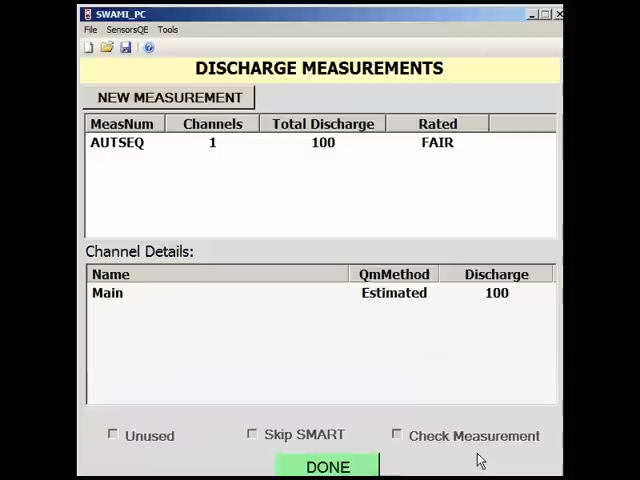 SWAMI_PC
File SensorsQE Tools
DISCHARGE MEASUREMENTS
NEW MEASUREMENT
MeasNum Channels Total Discharge Rated
AUTSEQ 1 100 FAIR
Channel Details:
Name QmMethod Discharge
Main Estimated 100
Unused Skip SMART Check Measurement
DONE